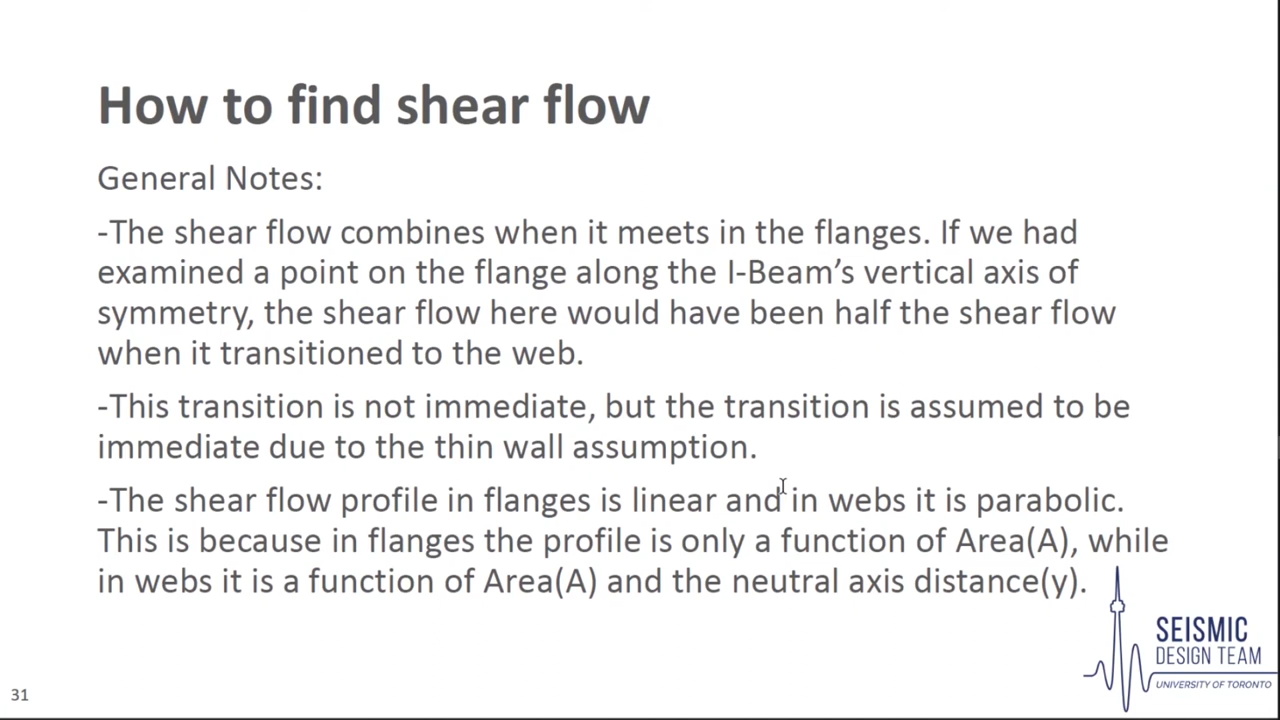 How to find shear flow
General Notes:
-The shear flow combines when it meets in the flanges. If we had
examined a point on the flange along the I-Beam’s vertical axis of
symmetry, the shear flow here would have been half the shear flow
when it transitioned to the web.
-This transition is not immediate, but the transition is assumed to be
immediate due to the thin wall assumption.
-The shear flow profile in flanges is linear and in webs it is parabolic.
This is because in flanges the profile is only a function of Area(A), while
in webs it is a function of Area(A) and the neutral axis distance(y).
SEISMIC
DESIGN TEAM
UNIVERSITY OF TORONTO
31